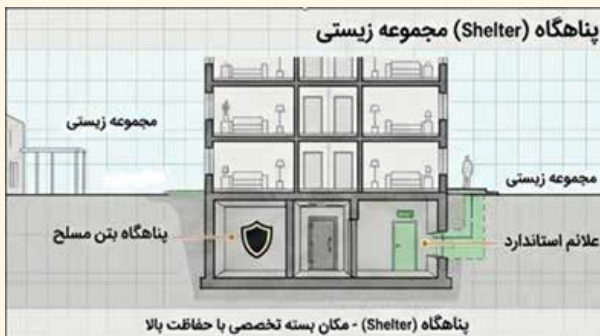 پناهگاه (Shelter) مجموعه زیستی
مجموعه زیستی
مجموعه زیستی
پناهگاه بتن مسلح
علائم استاندارد
پناهگاه (Shelter) - مکان بسته تخصصی با حفاظت بالا